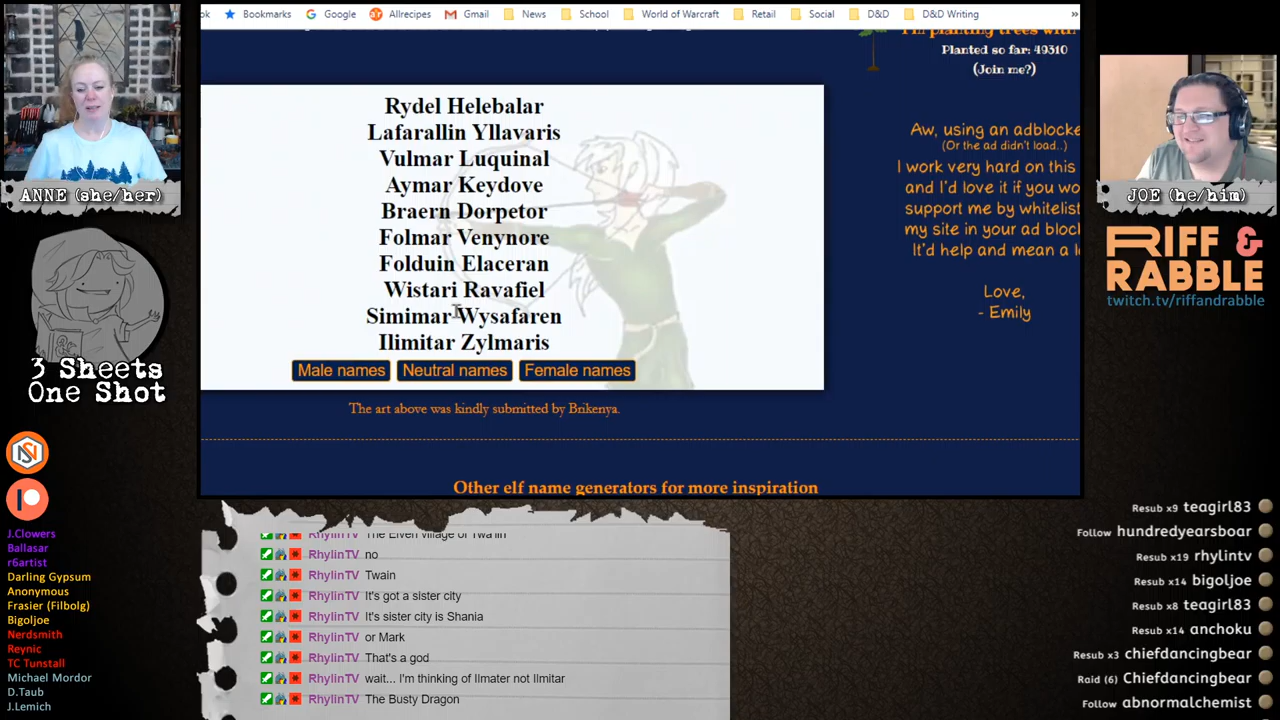 Bookmarks
Google
Allrecipes
Gmail
News
School
World of Warcraft
Retail
Social
D&D
D&D Writing
»
Planted so far: 49310
(Join me?)
Rydel Helebalar
Lafarallin Yllavaris
Vulmar Luquinal
Aymar Keydove
Braern Dorpetor
Folmar Venynore
Folduin Elaceran
Wistari Ravafiel
Simimar Wysafaren
Ilimitar Zylmaris
Male names
Neutral names
Female names
The art above was kindly submitted by Brikenya.
Other elf name generators for more inspiration
Aw, using an adblocke
(Or the ad didn't load..)
I work very hard on this
and I'd love it if you wo
support me by whitelist
my site in your ad block
It'd help and mean a l
Love,
- Emily
ANNE (she/her)
JOE (he/him)
3 Sheets
One Shot
RIFF &
RABBLE
twitch.tv/riffandrabble
J.Clowers
Ballasar
r6artist
Darling Gypsum
Anonymous
Frasier (Filbolg)
Bigoljoe
Nerdsmith
Reynic
TC Tunstall
Michael Mordor
D.Taub
J.Lemich
RhylinTV no
RhylinTV Twain
RhylinTV It's got a sister city
RhylinTV It's sister city is Shania
RhylinTV or Mark
RhylinTV That's a god
RhylinTV wait... I'm thinking of Ilmater not Ilmitar
RhylinTV The Busty Dragon
Resub x9 teagirl83
Follow hundredyearsboar
Resub x19 rhylintv
Resub x14 bigoljoe
Resub x8 teagirl83
Resub x14 anchoku
Resub x3 chiefdancingbear
Raid (6) Chiefdancingbear
Follow abnormalchemist